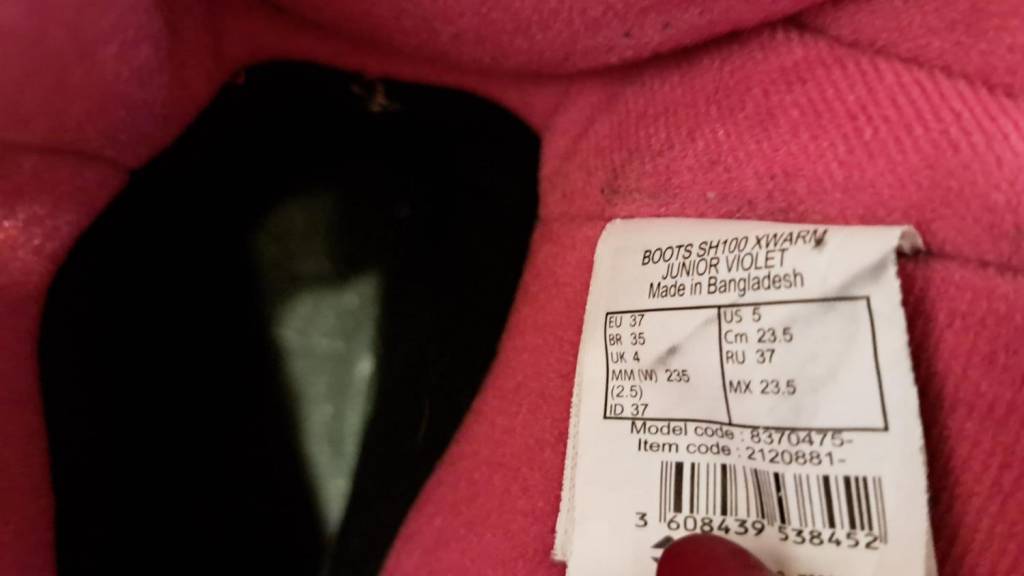 BOOTS SH100 XWARM
JUNIOR VIOLET
Made in Bangladesh
EU 37
BR 35
UK 4
MM (W) 235
(2.5)
ID 37
US 5
Cm 23.5
RU 37
MX 23.5
Model code : 8370475-
Item code : 2120881-
3 608439 538452